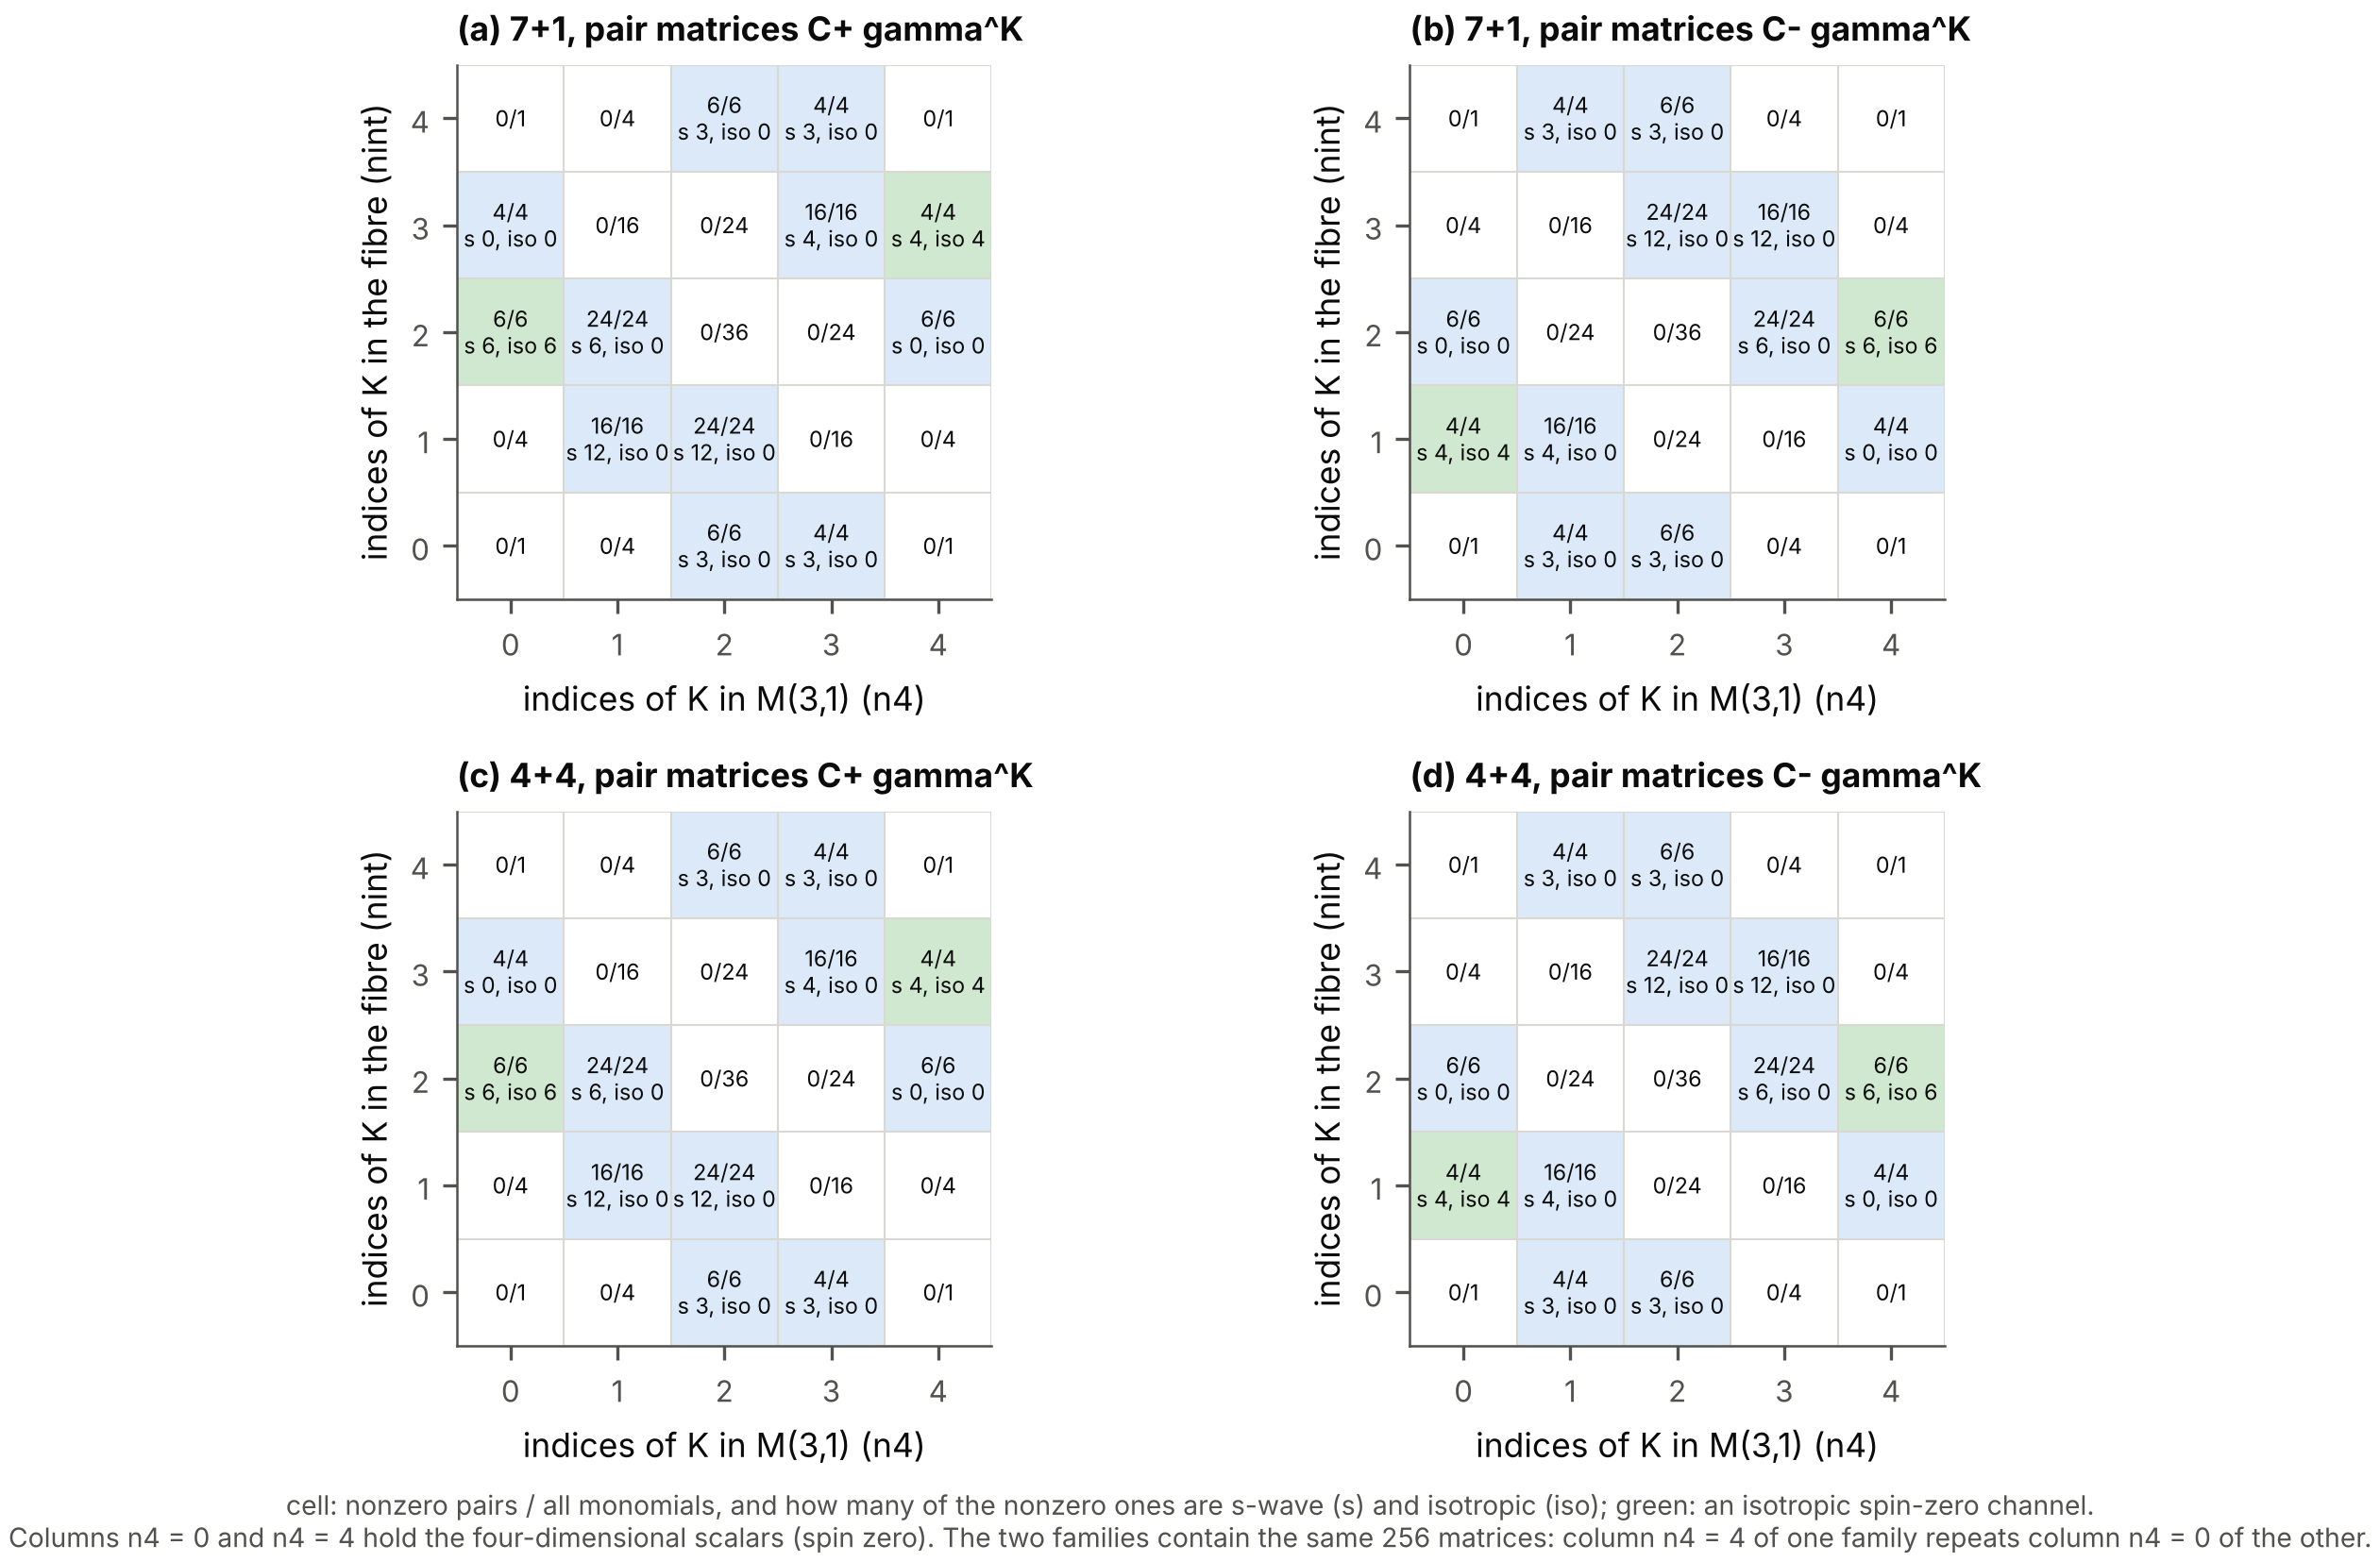 (a) 7+1, pair matrices C+ gamma^K
indices of K in the fibre (nint)
4
0/1
0/4
6/6
s 3, iso 0
4/4
s 3, iso 0
0/1
3
4/4
s 0, iso 0
0/16
0/24
16/16
s 4, iso 0
4/4
s 4, iso 4
2
6/6
s 6, iso 6
24/24
s 6, iso 0
0/36
0/24
6/6
s 0, iso 0
1
0/4
16/16
s 12, iso 0
24/24
s 12, iso 0
0/16
0/4
0
0/1
0/4
6/6
s 3, iso 0
4/4
s 3, iso 0
0/1
0 1 2 3 4
indices of K in M(3,1) (n4)
(b) 7+1, pair matrices C- gamma^K
indices of K in the fibre (nint)
4
0/1
4/4
s 3, iso 0
6/6
s 3, iso 0
0/4
0/1
3
0/4
0/16
24/24
s 12, iso 0
16/16
s 12, iso 0
0/4
2
6/6
s 0, iso 0
0/24
0/36
24/24
s 6, iso 0
6/6
s 6, iso 6
1
4/4
s 4, iso 4
16/16
s 4, iso 0
0/24
0/16
4/4
s 0, iso 0
0
0/1
4/4
s 3, iso 0
6/6
s 3, iso 0
0/4
0/1
0 1 2 3 4
indices of K in M(3,1) (n4)
(c) 4+4, pair matrices C+ gamma^K
indices of K in the fibre (nint)
4
0/1
0/4
6/6
s 3, iso 0
4/4
s 3, iso 0
0/1
3
4/4
s 0, iso 0
0/16
0/24
16/16
s 4, iso 0
4/4
s 4, iso 4
2
6/6
s 6, iso 6
24/24
s 6, iso 0
0/36
0/24
6/6
s 0, iso 0
1
0/4
16/16
s 12, iso 0
24/24
s 12, iso 0
0/16
0/4
0
0/1
0/4
6/6
s 3, iso 0
4/4
s 3, iso 0
0/1
0 1 2 3 4
indices of K in M(3,1) (n4)
(d) 4+4, pair matrices C- gamma^K
indices of K in the fibre (nint)
4
0/1
4/4
s 3, iso 0
6/6
s 3, iso 0
0/4
0/1
3
0/4
0/16
24/24
s 12, iso 0
16/16
s 12, iso 0
0/4
2
6/6
s 0, iso 0
0/24
0/36
24/24
s 6, iso 0
6/6
s 6, iso 6
1
4/4
s 4, iso 4
16/16
s 4, iso 0
0/24
0/16
4/4
s 0, iso 0
0
0/1
4/4
s 3, iso 0
6/6
s 3, iso 0
0/4
0/1
0 1 2 3 4
indices of K in M(3,1) (n4)
cell: nonzero pairs / all monomials, and how many of the nonzero ones are s-wave (s) and isotropic (iso); green: an isotropic spin-zero channel.
Columns n4 = 0 and n4 = 4 hold the four-dimensional scalars (spin zero). The two families contain the same 256 matrices: column n4 = 4 of one family repeats column n4 = 0 of the other.